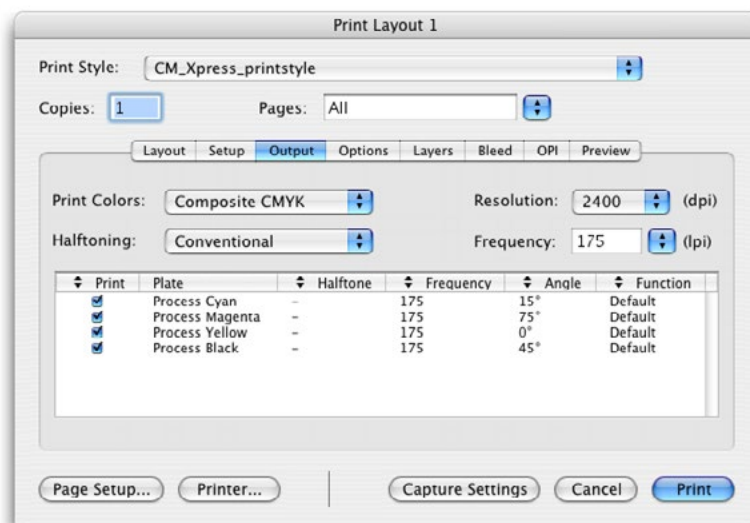 Print Layout 1
Print Style: CM_Xpress_printstyle
Copies: 1 Pages: All
Layout Setup Output Options Layers Bleed OPI Preview
Print Colors: Composite CMYK Resolution: 2400 (dpi)
Halftoning: Conventional Frequency: 175 (lpi)
Print Plate Halftone Frequency Angle Function
Process Cyan – 175 15° Default
Process Magenta – 175 75° Default
Process Yellow – 175 0° Default
Process Black – 175 45° Default
Page Setup... Printer... Capture Settings Cancel Print